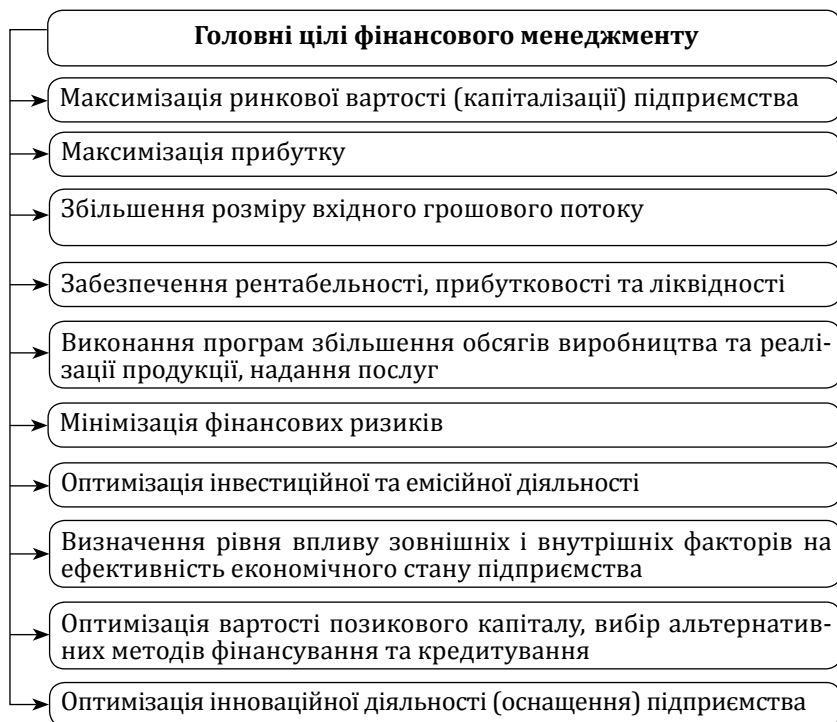 Головні цілі фінансового менеджменту
Максимізація ринкової вартості (капіталізації) підприємства
Максимізація прибутку
Збільшення розміру вхідного грошового потоку
Забезпечення рентабельності, прибутковості та ліквідності
Виконання програм збільшення обсягів виробництва та реалі-
зації продукції, надання послуг
Мінімізація фінансових ризиків
Оптимізація інвестиційної та емісійної діяльності
Визначення рівня впливу зовнішніх і внутрішніх факторів на
ефективність економічного стану підприємства
Оптимізація вартості позикового капіталу, вибір альтернатив-
них методів фінансування та кредитування
Оптимізація інноваційної діяльності (оснащення) підприємства